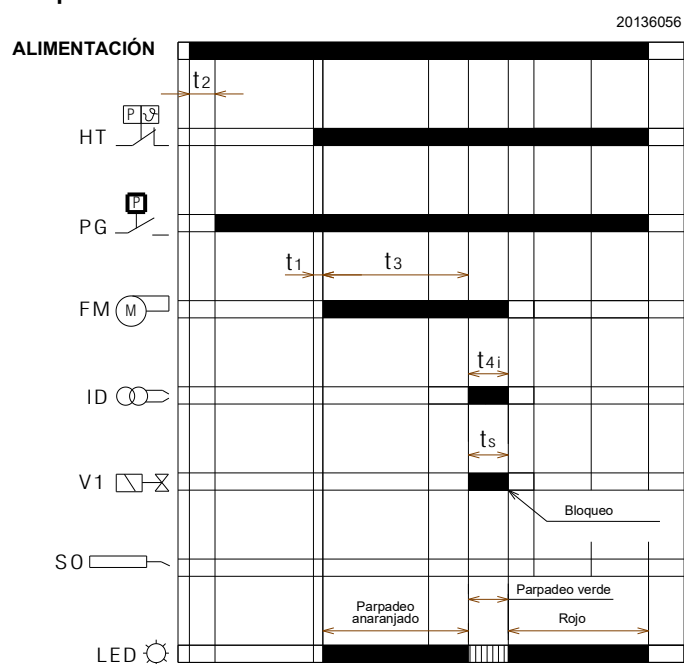 20136056
ALIMENTACIÓN
t2
P ϑ
HT
P
PG
t1
t3
FM M
t4i
ID
ts
V1
Bloqueo
SO
Parpadeo verde
Parpadeo
anaranjado
Rojo
LED